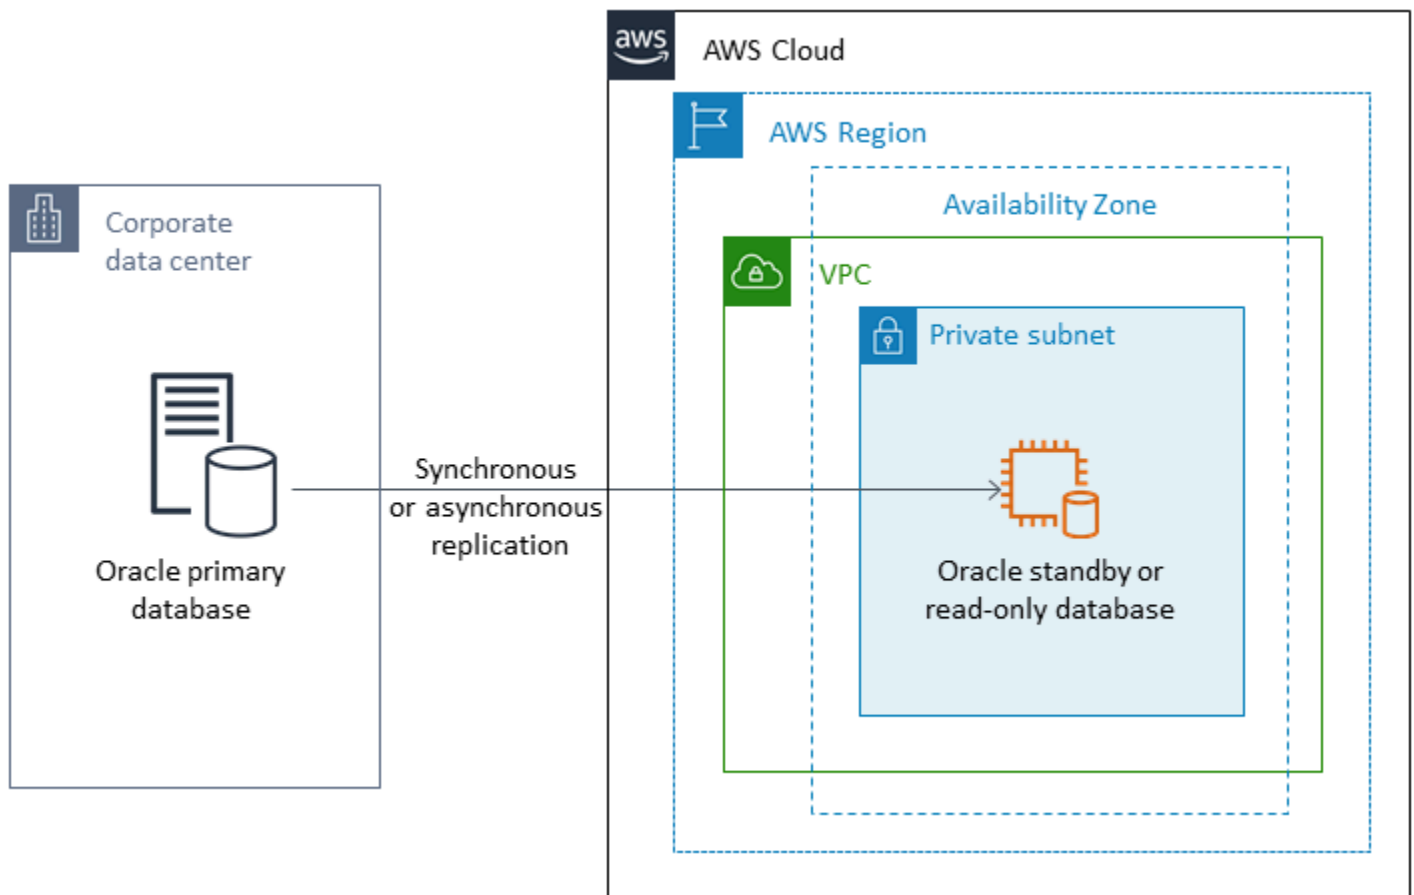 aws
AWS Cloud
AWS Region
Availability Zone
Corporate
data center
VPC
Private subnet
Synchronous
or asynchronous
replication
Oracle primary
database
Oracle standby or
read-only database